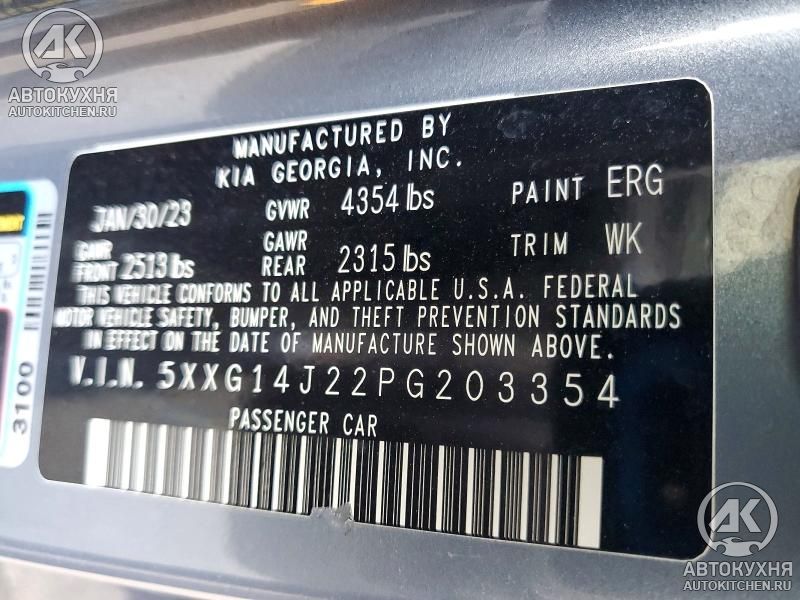 AK
АВТОКУХНЯ
AUTOKITCHEN.RU
MANUFACTURED BY
KIA GEORGIA, INC.
JAN/30/23 GVWR 4354 lbs PAINT ERG
GAWR FRONT 2513 lbs GAWR REAR 2315 lbs TRIM WK
THIS VEHICLE CONFORMS TO ALL APPLICABLE U.S.A. FEDERAL
MOTOR VEHICLE SAFETY, BUMPER, AND THEFT PREVENTION STANDARDS
IN EFFECT ON THE DATE OF MANUFACTURE SHOWN ABOVE.
V.I.N. 5XXG14J22PG203354
PASSENGER CAR
3100
AK
АВТОКУХНЯ
AUTOKITCHEN.RU